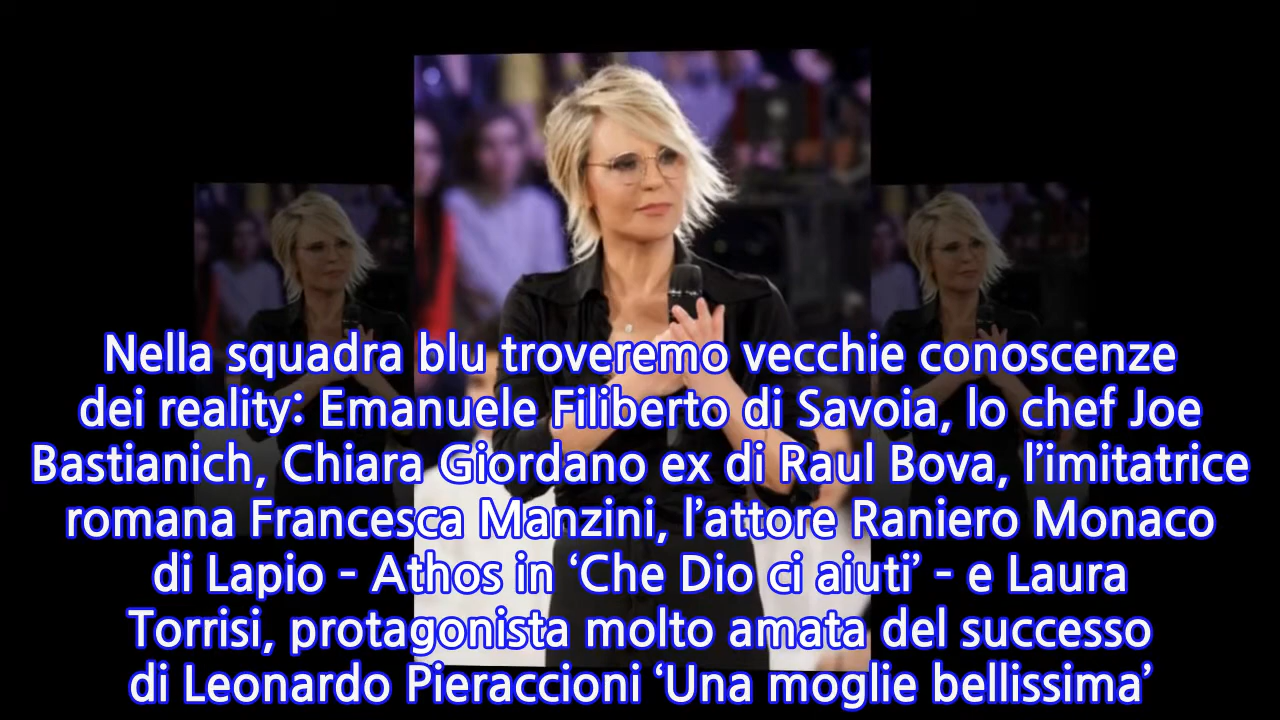 Nella squadra blu troveremo vecchie conoscenze
dei reality: Emanuele Filiberto di Savoia, lo chef Joe
Bastianich, Chiara Giordano ex di Raul Bova, l’imitatrice
romana Francesca Manzini, l’attore Raniero Monaco
di Lapio - Athos in ‘Che Dio ci aiuti’ - e Laura
Torrisi, protagonista molto amata del successo
di Leonardo Pieraccioni ‘Una moglie bellissima’